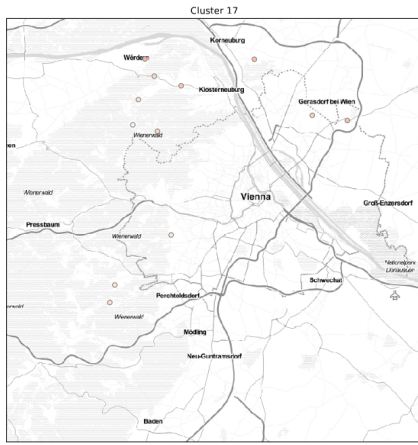 Cluster 17
Korneuburg
Wördern
Klosterneuburg
Gerasdorf bei Wien
Wienerwald
Wienerwald
Vienna
Groß-Enzersdorf
Pressbaum
Wienerwald
Schwechat
Perchtoldsdorf
Wienerwald
Mödling
Neu-Guntramsdorf
Baden